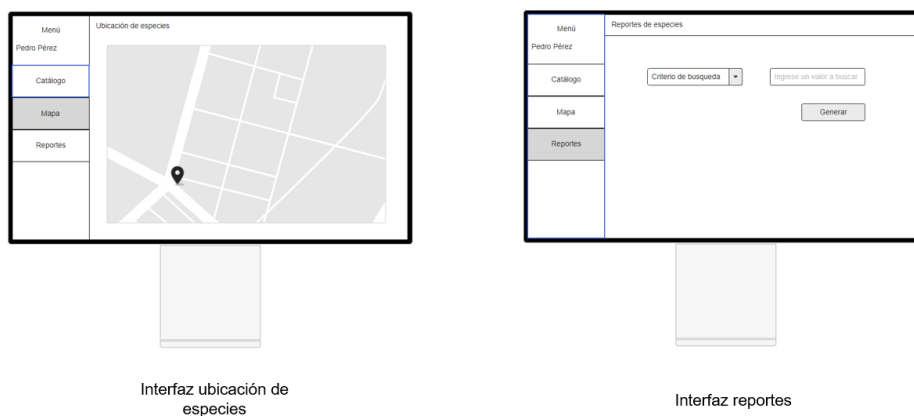 Menú
Ubicación de especies
Pedro Pérez
Catálogo
Mapa
Reportes
Interfaz ubicación de
especies
Menú
Reportes de especies
Pedro Pérez
Catálogo
Criterio de busqueda
Ingrese un valor a buscar
Mapa
Generar
Reportes
Interfaz reportes